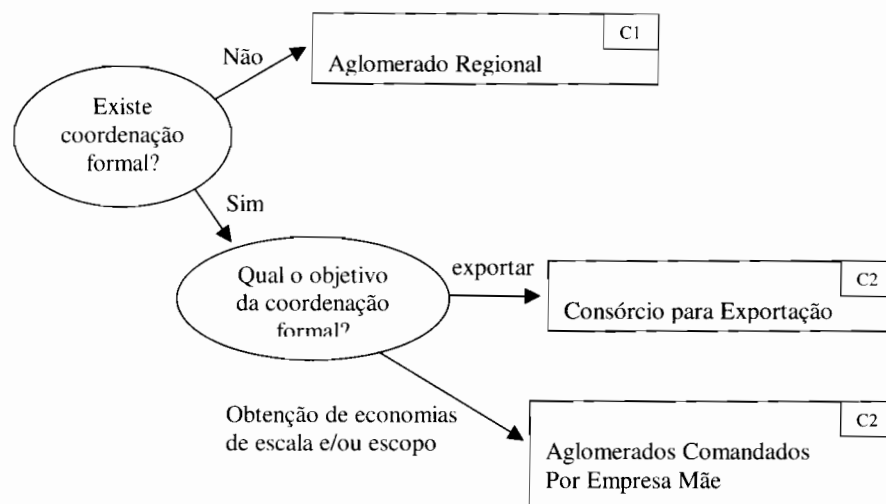 C1
Não
Aglomerado Regional
Existe
coordenação
formal?
Sim
Qual o objetivo
da coordenação
formal?
exportar
C2
Consórcio para Exportação
Obtenção de economias
de escala e/ou escopo
C2
Aglomerados Comandados
Por Empresa Mãe